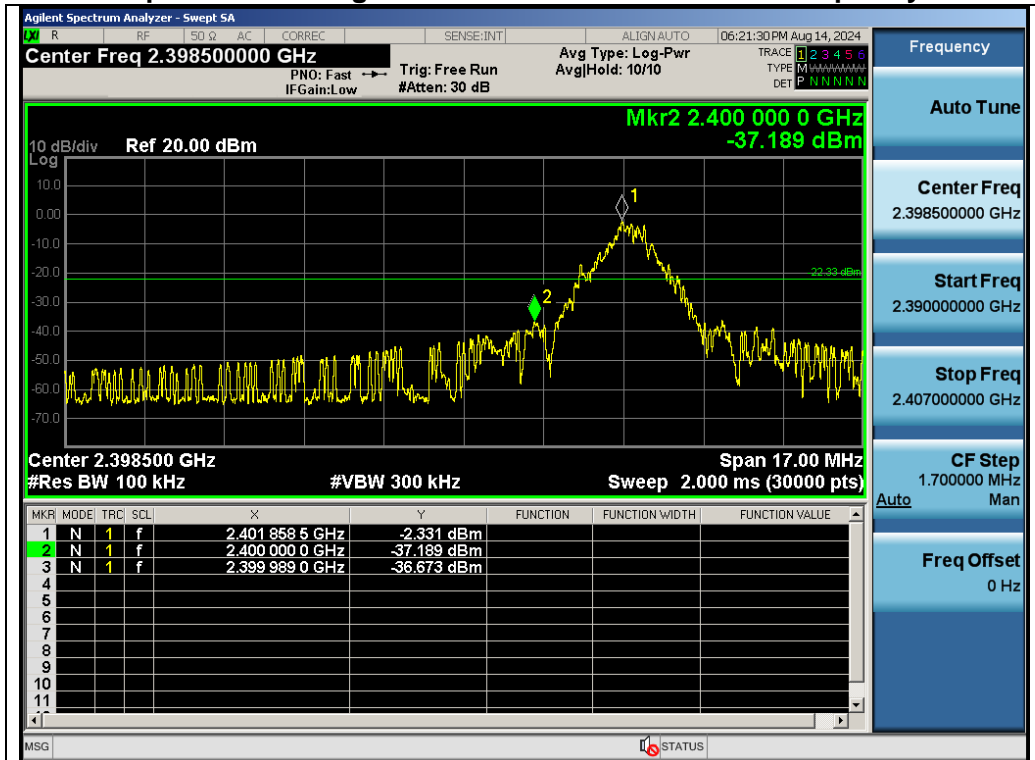 Agilent Spectrum Analyzer - Swept SA
LXI R RF 50 Ω AC CORREC SENSE:INT ALIGN AUTO 06:21:30 PM Aug 14, 2024
Center Freq 2.398500000 GHz
PNO: Fast
IFGain:Low
Trig: Free Run
#Atten: 30 dB
Avg Type: Log-Pwr
Avg|Hold: 10/10
TRACE 1 2 3 4 5 6
TYPE M
DET P N N N N N
Mkr2 2.400 000 0 GHz
-37.189 dBm
10 dB/div Ref 20.00 dBm
Log
10.0
0.00
-10.0
-20.0
-30.0
-40.0
-50.0
-60.0
-70.0
1
2
-22.33 dBm
Center 2.398500 GHz Span 17.00 MHz
#Res BW 100 kHz #VBW 300 kHz Sweep 2.000 ms (30000 pts)
MKR MODE TRC SCL X Y FUNCTION FUNCTION WIDTH FUNCTION VALUE
1 N 1 f 2.401 858 5 GHz -2.331 dBm
2 N 1 f 2.400 000 0 GHz -37.189 dBm
3 N 1 f 2.399 989 0 GHz -36.673 dBm
4
5
6
7
8
9
10
11
MSG STATUS
Frequency
Auto Tune
Center Freq
2.398500000 GHz
Start Freq
2.390000000 GHz
Stop Freq
2.407000000 GHz
CF Step
1.700000 MHz
Auto Man
Freq Offset
0 Hz